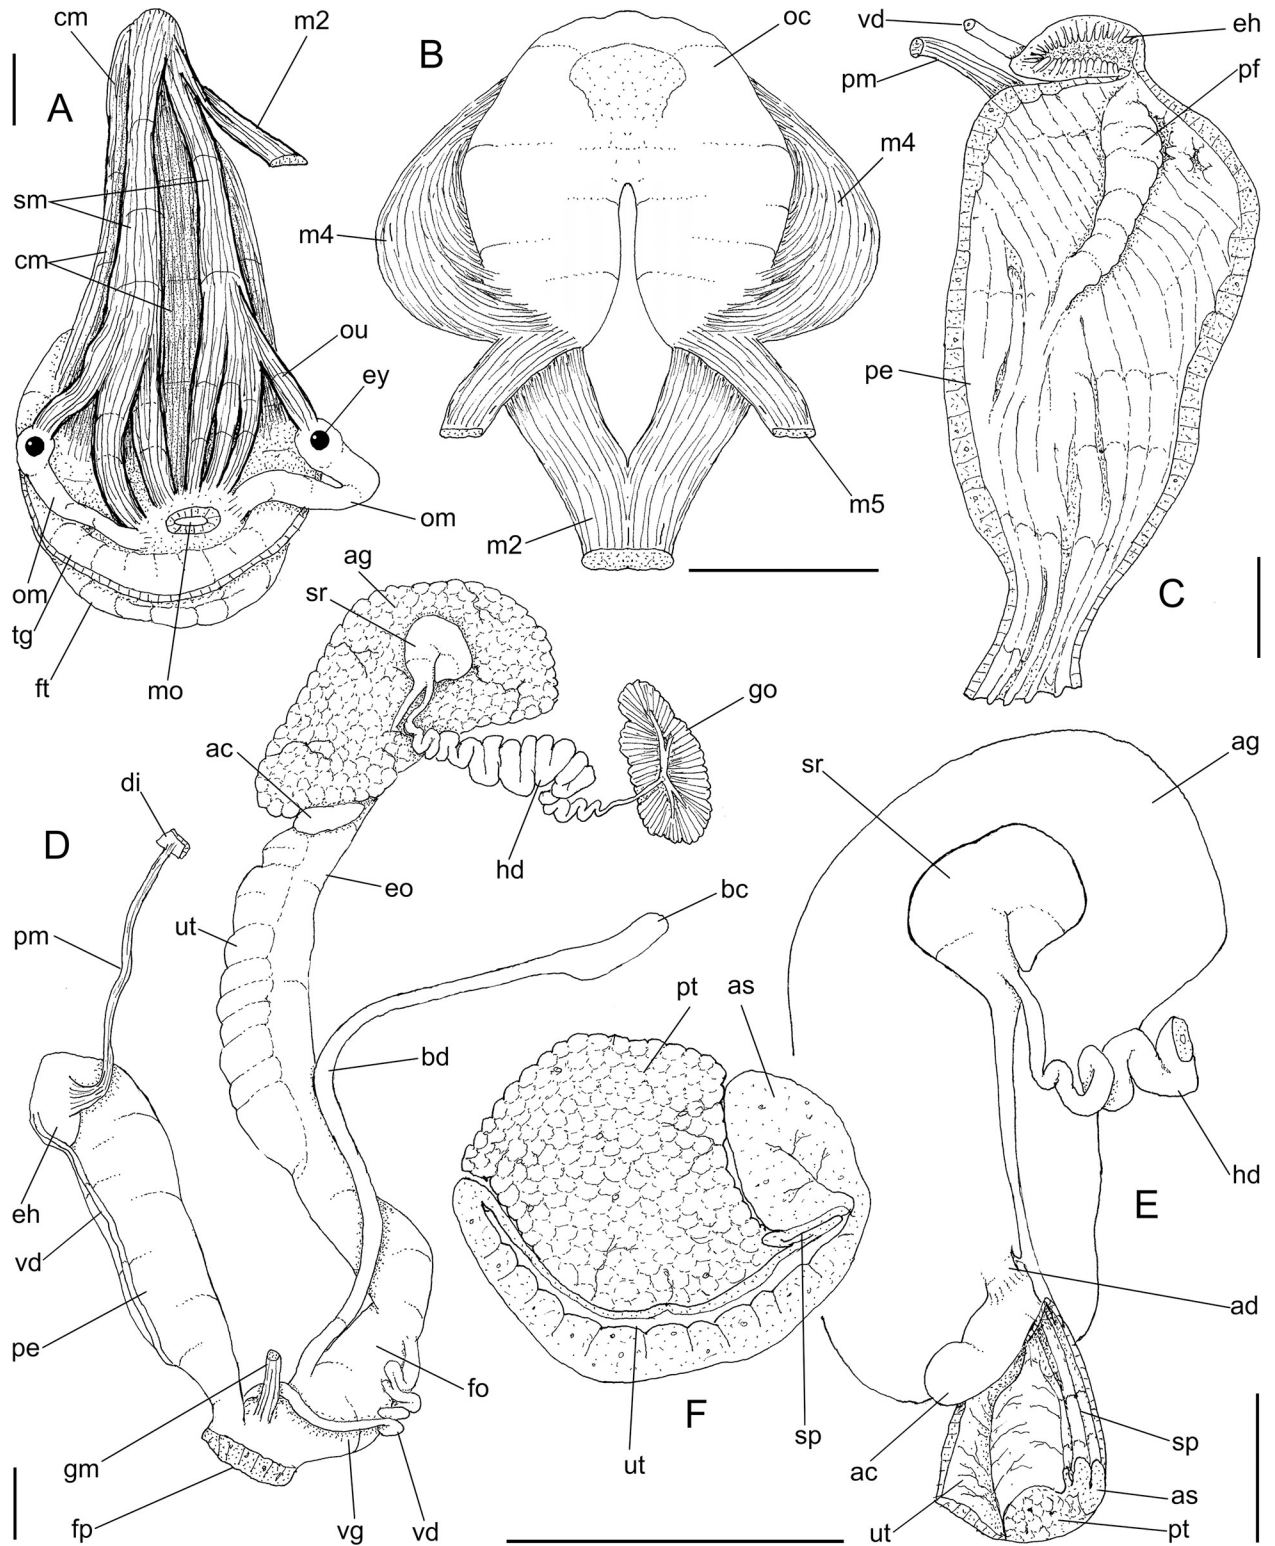 cm
m2
A
sm
cm
ou
ey
om
om
tg
ft
mo
B
oc
m4
m4
m5
m2
vd
eh
pm
pf
pe
C
ag
sr
go
ac
di
D
hd
eo
ut
pm
bc
bd
eh
vd
pe
fo
gm
fp
vg
vd
sr
ag
hd
E
ad
sp
as
ac
ut
pt
pt
as
F
sp
ut